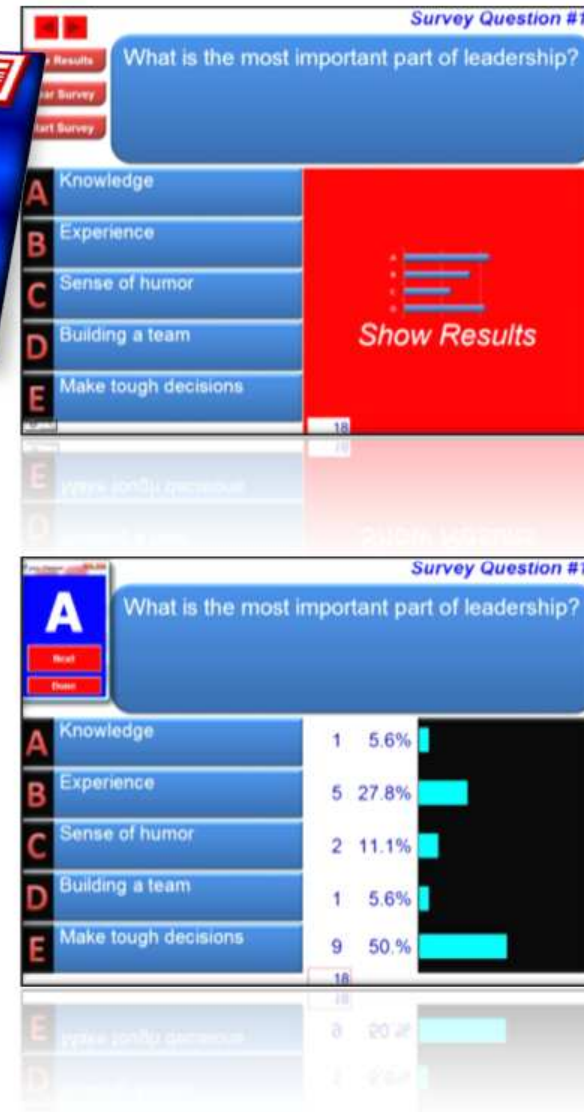 Survey Question #1
Results
Survey
Survey
What is the most important part of leadership?
A Knowledge
B Experience
C Sense of humor
D Building a team
E Make tough decisions
A
B
C
D
Show Results
18
Survey Question #1
A
Next
Done
What is the most important part of leadership?
A Knowledge 1 5.6%
B Experience 5 27.8%
C Sense of humor 2 11.1%
D Building a team 1 5.6%
E Make tough decisions 9 50.%
18